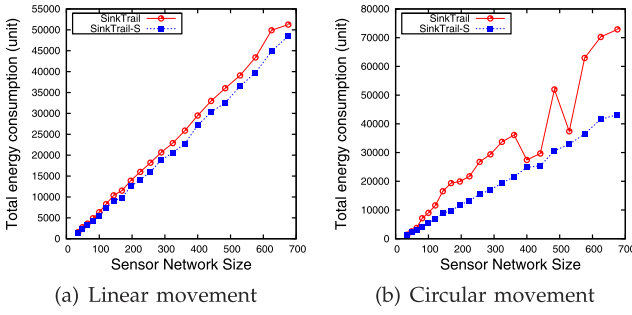 SinkTrail
SinkTrail-S
Total energy consumption (unit)
55000
50000
45000
40000
35000
30000
25000
20000
15000
10000
5000
0
0 100 200 300 400 500 600 700
Sensor Network Size
(a) Linear movement
SinkTrail
SinkTrail-S
Total energy consumption (unit)
80000
70000
60000
50000
40000
30000
20000
10000
0
0 100 200 300 400 500 600 700
Sensor Network Size
(b) Circular movement